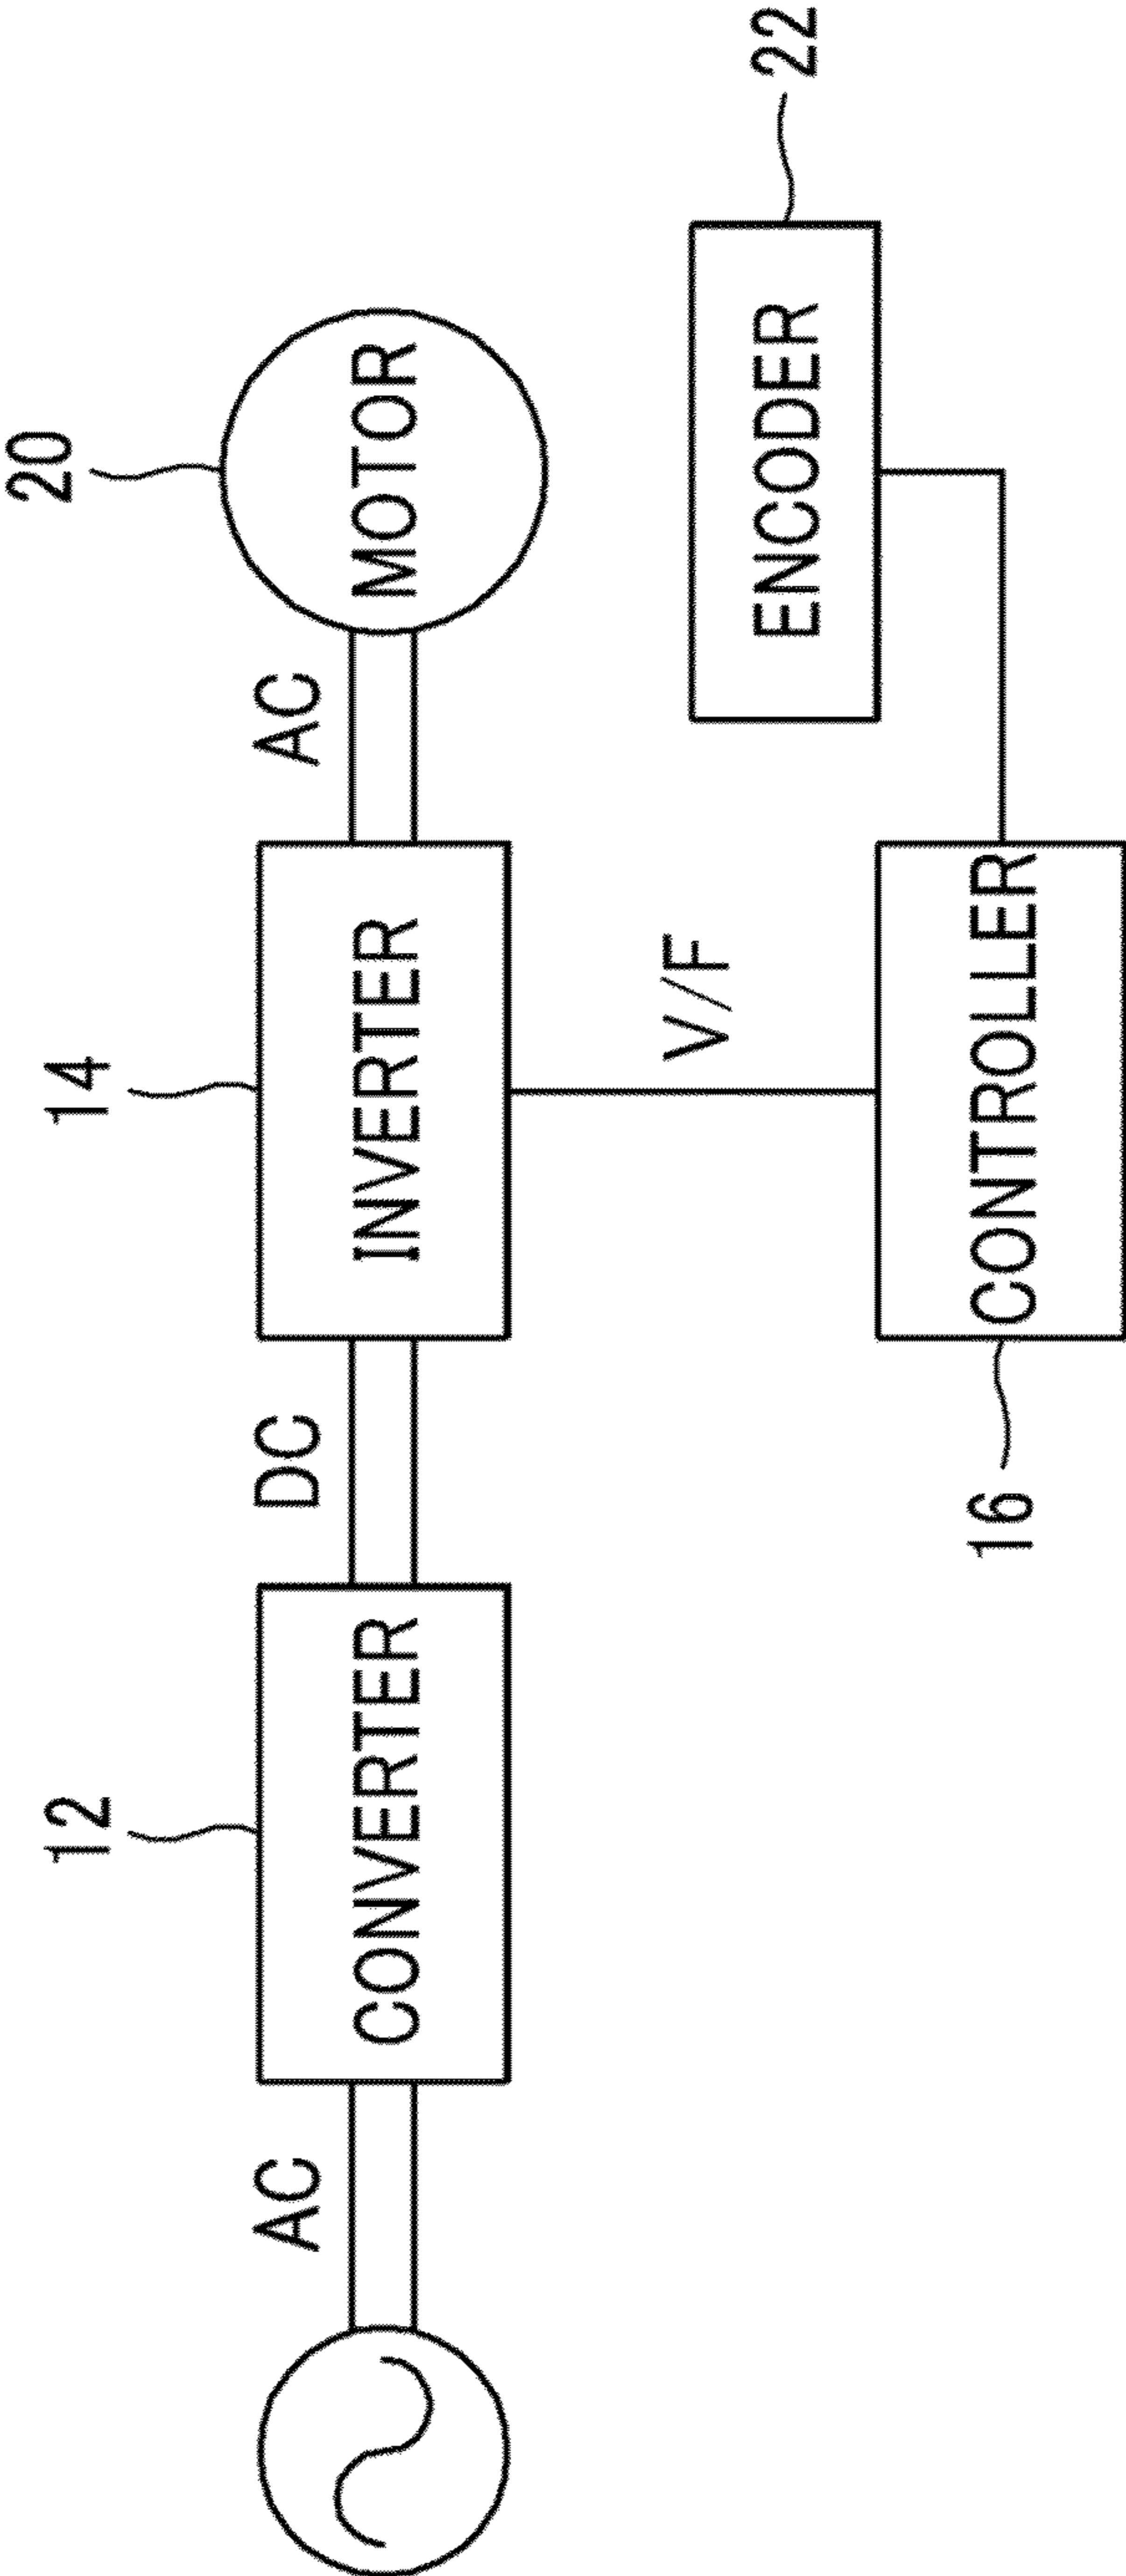 12
14
20
AC
DC
AC
CONVERTER
INVERTER
MOTOR
V/F
ENCODER
22
16
CONTROLLER